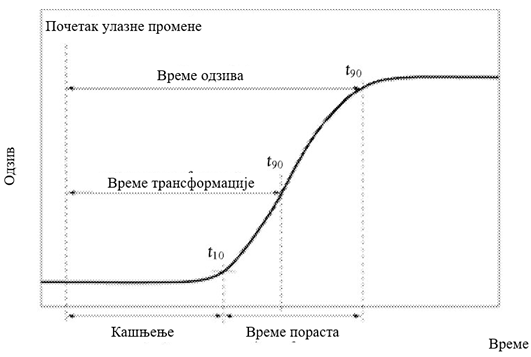 Почетак улазне промене
Време одзива
t90
t90
Време трансформације
t10
Одзив
Кашњење
Време пораста
Време